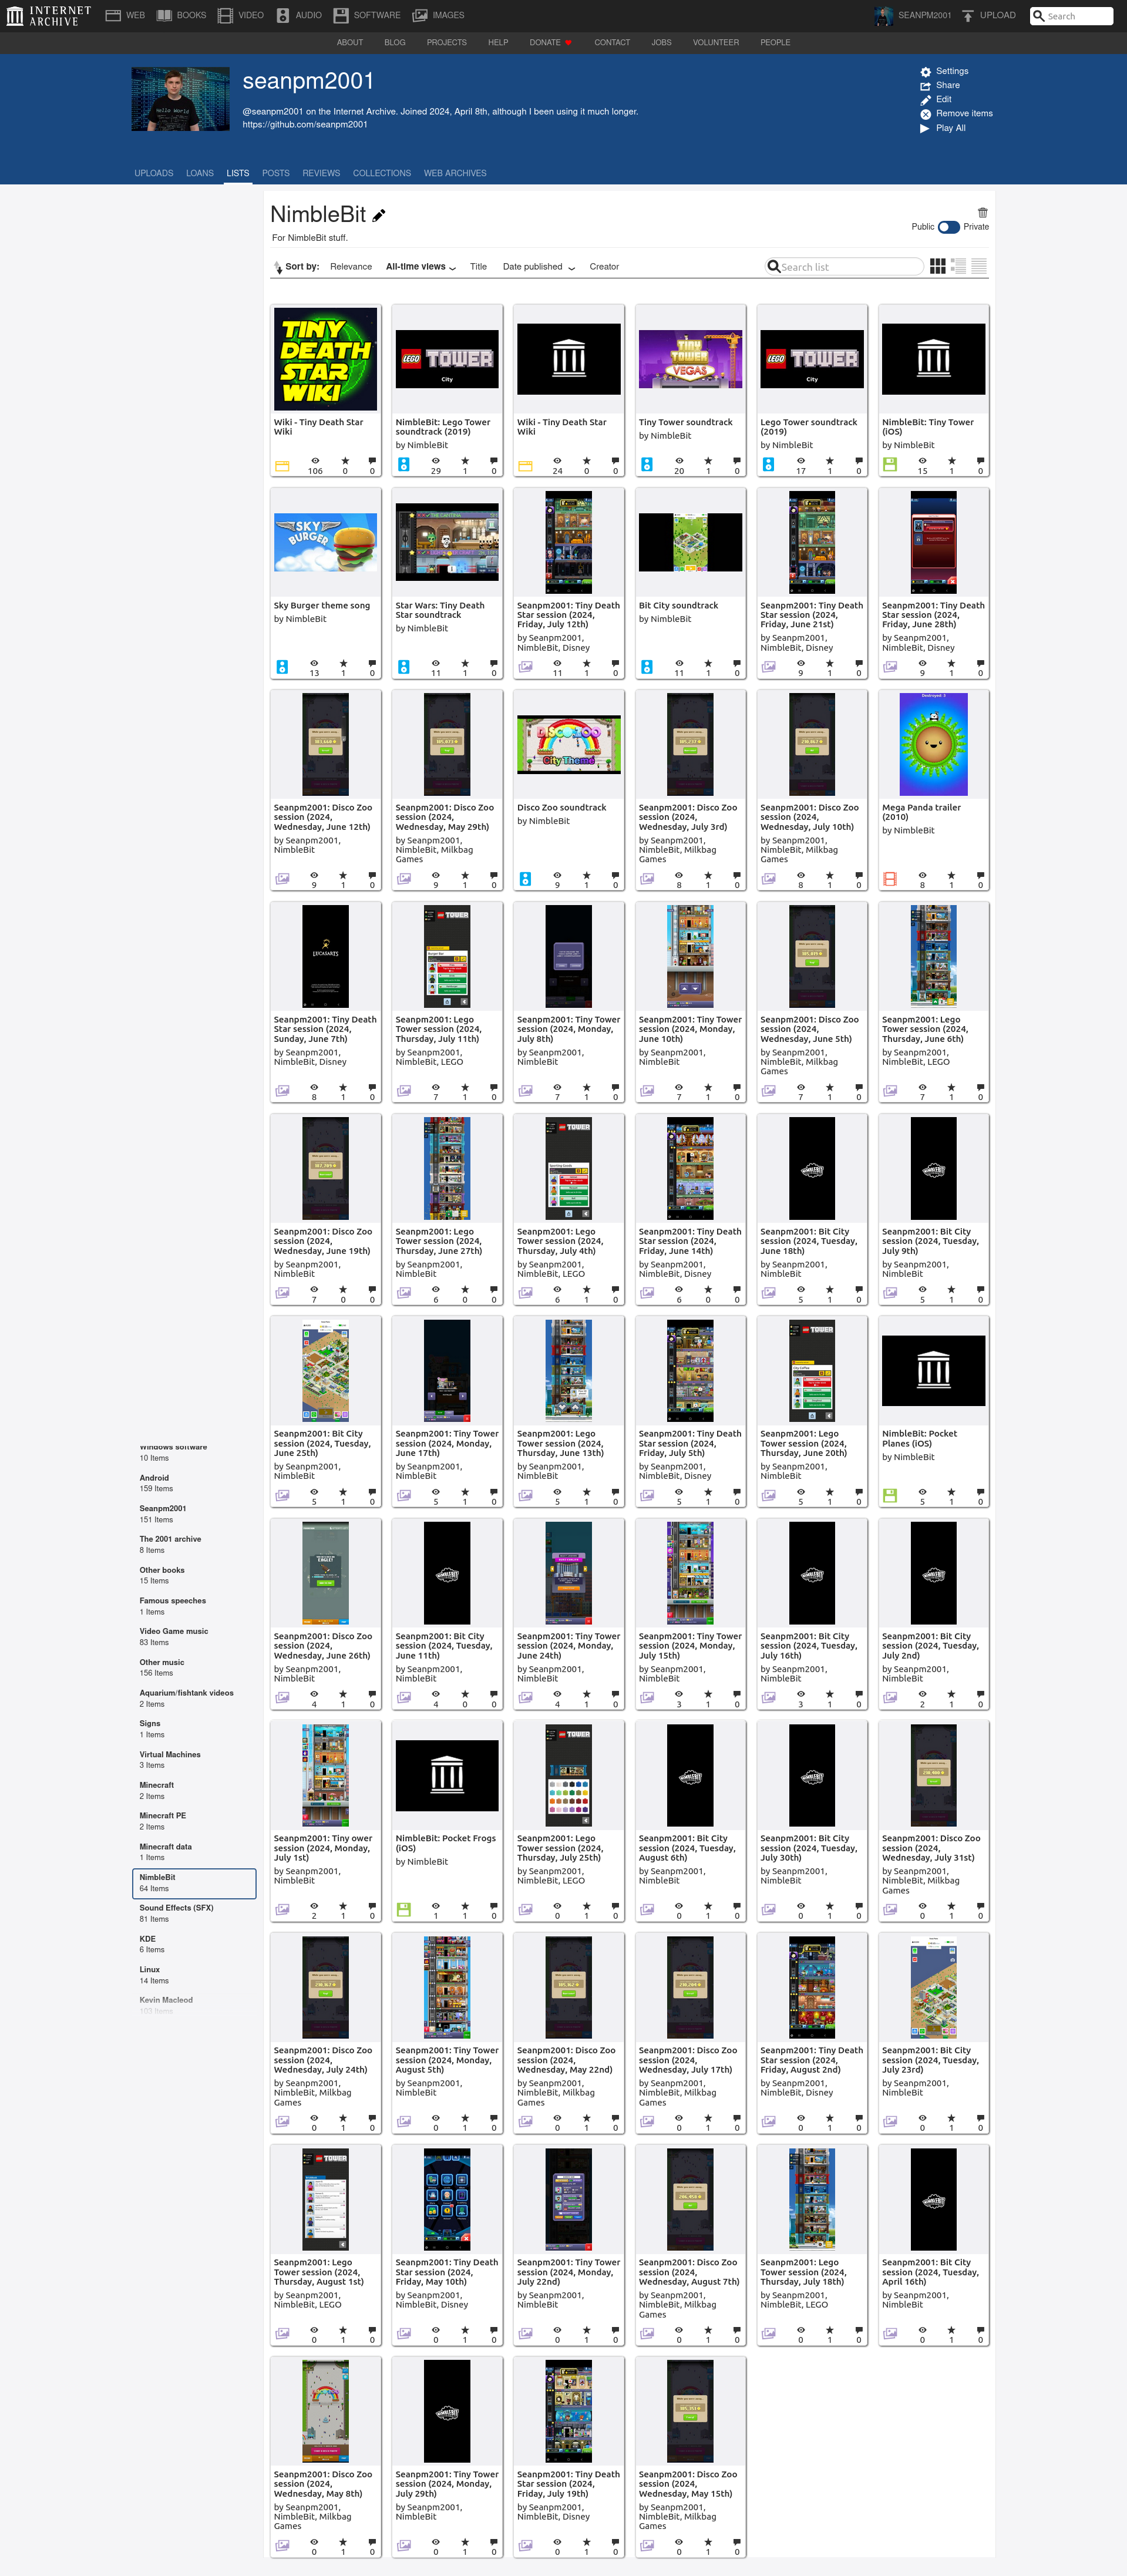 INTERNET ARCHIVE
WEB BOOKS VIDEO AUDIO SOFTWARE IMAGES
SEANPM2001 UPLOAD Search
ABOUT BLOG PROJECTS HELP DONATE CONTACT JOBS VOLUNTEER PEOPLE
seanpm2001
@seanpm2001 on the Internet Archive. Joined 2024, April 8th, although I been using it much longer.
https://github.com/seanpm2001
Settings
Share
Edit
Remove items
Play All
UPLOADS LOANS LISTS POSTS REVIEWS COLLECTIONS WEB ARCHIVES
NimbleBit
For NimbleBit stuff.
Public Private
Sort by: Relevance All-time views Title Date published Creator
Search list
TINY DEATH STAR WIKI
Wiki - Tiny Death Star Wiki
106 0 0
LEGO TOWER
City
NimbleBit: Lego Tower soundtrack (2019)
by NimbleBit
29 1 0
Wiki - Tiny Death Star Wiki
24 0 0
TINY TOWER VEGAS
Tiny Tower soundtrack
by NimbleBit
20 1 0
LEGO TOWER
City
Lego Tower soundtrack (2019)
by NimbleBit
17 1 0
NimbleBit: Tiny Tower (iOS)
by NimbleBit
15 1 0
SKY BURGER
Sky Burger theme song
by NimbleBit
13 1 0
Star Wars: Tiny Death Star soundtrack
by NimbleBit
11 1 0
Seanpm2001: Tiny Death Star session (2024, Friday, July 12th)
by Seanpm2001, NimbleBit, Disney
11 1 0
Bit City soundtrack
by NimbleBit
11 1 0
Seanpm2001: Tiny Death Star session (2024, Friday, June 21st)
by Seanpm2001, NimbleBit, Disney
9 1 0
Seanpm2001: Tiny Death Star session (2024, Friday, June 28th)
by Seanpm2001, NimbleBit, Disney
9 1 0
Seanpm2001: Disco Zoo session (2024, Wednesday, June 12th)
by Seanpm2001, NimbleBit
9 1 0
Seanpm2001: Disco Zoo session (2024, Wednesday, May 29th)
by Seanpm2001, NimbleBit, Milkbag Games
9 1 0
DISCO ZOO
City Theme
Disco Zoo soundtrack
by NimbleBit
9 1 0
Seanpm2001: Disco Zoo session (2024, Wednesday, July 3rd)
by Seanpm2001, NimbleBit, Milkbag Games
8 1 0
Seanpm2001: Disco Zoo session (2024, Wednesday, July 10th)
by Seanpm2001, NimbleBit, Milkbag Games
8 1 0
Destroyed: 3
Mega Panda trailer (2010)
by NimbleBit
8 1 0
LUCASARTS
Seanpm2001: Tiny Death Star session (2024, Sunday, June 7th)
by Seanpm2001, NimbleBit, Disney
8 1 0
TOWER
Seanpm2001: Lego Tower session (2024, Thursday, July 11th)
by Seanpm2001, NimbleBit, LEGO
7 1 0
Seanpm2001: Tiny Tower session (2024, Monday, July 8th)
by Seanpm2001, NimbleBit
7 1 0
Seanpm2001: Tiny Tower session (2024, Monday, June 10th)
by Seanpm2001, NimbleBit
7 1 0
Seanpm2001: Disco Zoo session (2024, Wednesday, June 5th)
by Seanpm2001, NimbleBit, Milkbag Games
7 1 0
Seanpm2001: Lego Tower session (2024, Thursday, June 6th)
by Seanpm2001, NimbleBit, LEGO
7 1 0
Seanpm2001: Disco Zoo session (2024, Wednesday, June 19th)
by Seanpm2001, NimbleBit
7 0 0
Seanpm2001: Lego Tower session (2024, Thursday, June 27th)
by Seanpm2001, NimbleBit
6 0 0
TOWER
Seanpm2001: Lego Tower session (2024, Thursday, July 4th)
by Seanpm2001, NimbleBit, LEGO
6 1 0
Seanpm2001: Tiny Death Star session (2024, Friday, June 14th)
by Seanpm2001, NimbleBit, Disney
6 0 0
NIMBLEBIT
Seanpm2001: Bit City session (2024, Tuesday, June 18th)
by Seanpm2001, NimbleBit
5 1 0
NIMBLEBIT
Seanpm2001: Bit City session (2024, Tuesday, July 9th)
by Seanpm2001, NimbleBit
5 1 0
Seanpm2001: Bit City session (2024, Tuesday, June 25th)
by Seanpm2001, NimbleBit
5 1 0
Seanpm2001: Tiny Tower session (2024, Monday, June 17th)
by Seanpm2001, NimbleBit
5 1 0
Seanpm2001: Lego Tower session (2024, Thursday, June 13th)
by Seanpm2001, NimbleBit
5 1 0
Seanpm2001: Tiny Death Star session (2024, Friday, July 5th)
by Seanpm2001, NimbleBit, Disney
5 1 0
TOWER
Seanpm2001: Lego Tower session (2024, Thursday, June 20th)
by Seanpm2001, NimbleBit
5 1 0
NimbleBit: Pocket Planes (iOS)
by NimbleBit
5 1 0
Windows software
10 Items
Android
159 Items
Seanpm2001
151 Items
The 2001 archive
8 Items
Other books
15 Items
Famous speeches
1 Items
Video Game music
83 Items
Other music
156 Items
Aquarium/fishtank videos
2 Items
Signs
1 Items
Virtual Machines
3 Items
Minecraft
2 Items
Minecraft PE
2 Items
Minecraft data
1 Items
NimbleBit
64 Items
Sound Effects (SFX)
81 Items
KDE
6 Items
Linux
14 Items
Kevin Macleod
103 Items
Seanpm2001: Disco Zoo session (2024, Wednesday, June 26th)
by Seanpm2001, NimbleBit
4 1 0
NIMBLEBIT
Seanpm2001: Bit City session (2024, Tuesday, June 11th)
by Seanpm2001, NimbleBit
4 0 0
Seanpm2001: Tiny Tower session (2024, Monday, June 24th)
by Seanpm2001, NimbleBit
4 1 0
Seanpm2001: Tiny Tower session (2024, Monday, July 15th)
by Seanpm2001, NimbleBit
3 1 0
NIMBLEBIT
Seanpm2001: Bit City session (2024, Tuesday, July 16th)
by Seanpm2001, NimbleBit
3 1 0
NIMBLEBIT
Seanpm2001: Bit City session (2024, Tuesday, July 2nd)
by Seanpm2001, NimbleBit
2 1 0
Seanpm2001: Tiny ower session (2024, Monday, July 1st)
by Seanpm2001, NimbleBit
2 1 0
NimbleBit: Pocket Frogs (iOS)
by NimbleBit
1 1 0
TOWER
Seanpm2001: Lego Tower session (2024, Thursday, July 25th)
by Seanpm2001, NimbleBit, LEGO
0 1 0
NIMBLEBIT
Seanpm2001: Bit City session (2024, Tuesday, August 6th)
by Seanpm2001, NimbleBit
0 1 0
NIMBLEBIT
Seanpm2001: Bit City session (2024, Tuesday, July 30th)
by Seanpm2001, NimbleBit
0 1 0
Seanpm2001: Disco Zoo session (2024, Wednesday, July 31st)
by Seanpm2001, NimbleBit, Milkbag Games
0 1 0
Seanpm2001: Disco Zoo session (2024, Wednesday, July 24th)
by Seanpm2001, NimbleBit, Milkbag Games
0 1 0
Seanpm2001: Tiny Tower session (2024, Monday, August 5th)
by Seanpm2001, NimbleBit
0 1 0
Seanpm2001: Disco Zoo session (2024, Wednesday, May 22nd)
by Seanpm2001, NimbleBit, Milkbag Games
0 1 0
Seanpm2001: Disco Zoo session (2024, Wednesday, July 17th)
by Seanpm2001, NimbleBit, Milkbag Games
0 1 0
Seanpm2001: Tiny Death Star session (2024, Friday, August 2nd)
by Seanpm2001, NimbleBit, Disney
0 1 0
Seanpm2001: Bit City session (2024, Tuesday, July 23rd)
by Seanpm2001, NimbleBit
0 1 0
TOWER
Seanpm2001: Lego Tower session (2024, Thursday, August 1st)
by Seanpm2001, NimbleBit, LEGO
0 1 0
Seanpm2001: Tiny Death Star session (2024, Friday, May 10th)
by Seanpm2001, NimbleBit, Disney
0 1 0
Seanpm2001: Tiny Tower session (2024, Monday, July 22nd)
by Seanpm2001, NimbleBit
0 1 0
Seanpm2001: Disco Zoo session (2024, Wednesday, August 7th)
by Seanpm2001, NimbleBit, Milkbag Games
0 1 0
Seanpm2001: Lego Tower session (2024, Thursday, July 18th)
by Seanpm2001, NimbleBit, LEGO
0 1 0
NIMBLEBIT
Seanpm2001: Bit City session (2024, Tuesday, April 16th)
by Seanpm2001, NimbleBit
0 1 0
Seanpm2001: Disco Zoo session (2024, Wednesday, May 8th)
by Seanpm2001, NimbleBit, Milkbag Games
0 1 0
NIMBLEBIT
Seanpm2001: Tiny Tower session (2024, Monday, July 29th)
by Seanpm2001, NimbleBit
0 1 0
Seanpm2001: Tiny Death Star session (2024, Friday, July 19th)
by Seanpm2001, NimbleBit, Disney
0 1 0
Seanpm2001: Disco Zoo session (2024, Wednesday, May 15th)
by Seanpm2001, NimbleBit, Milkbag Games
0 1 0